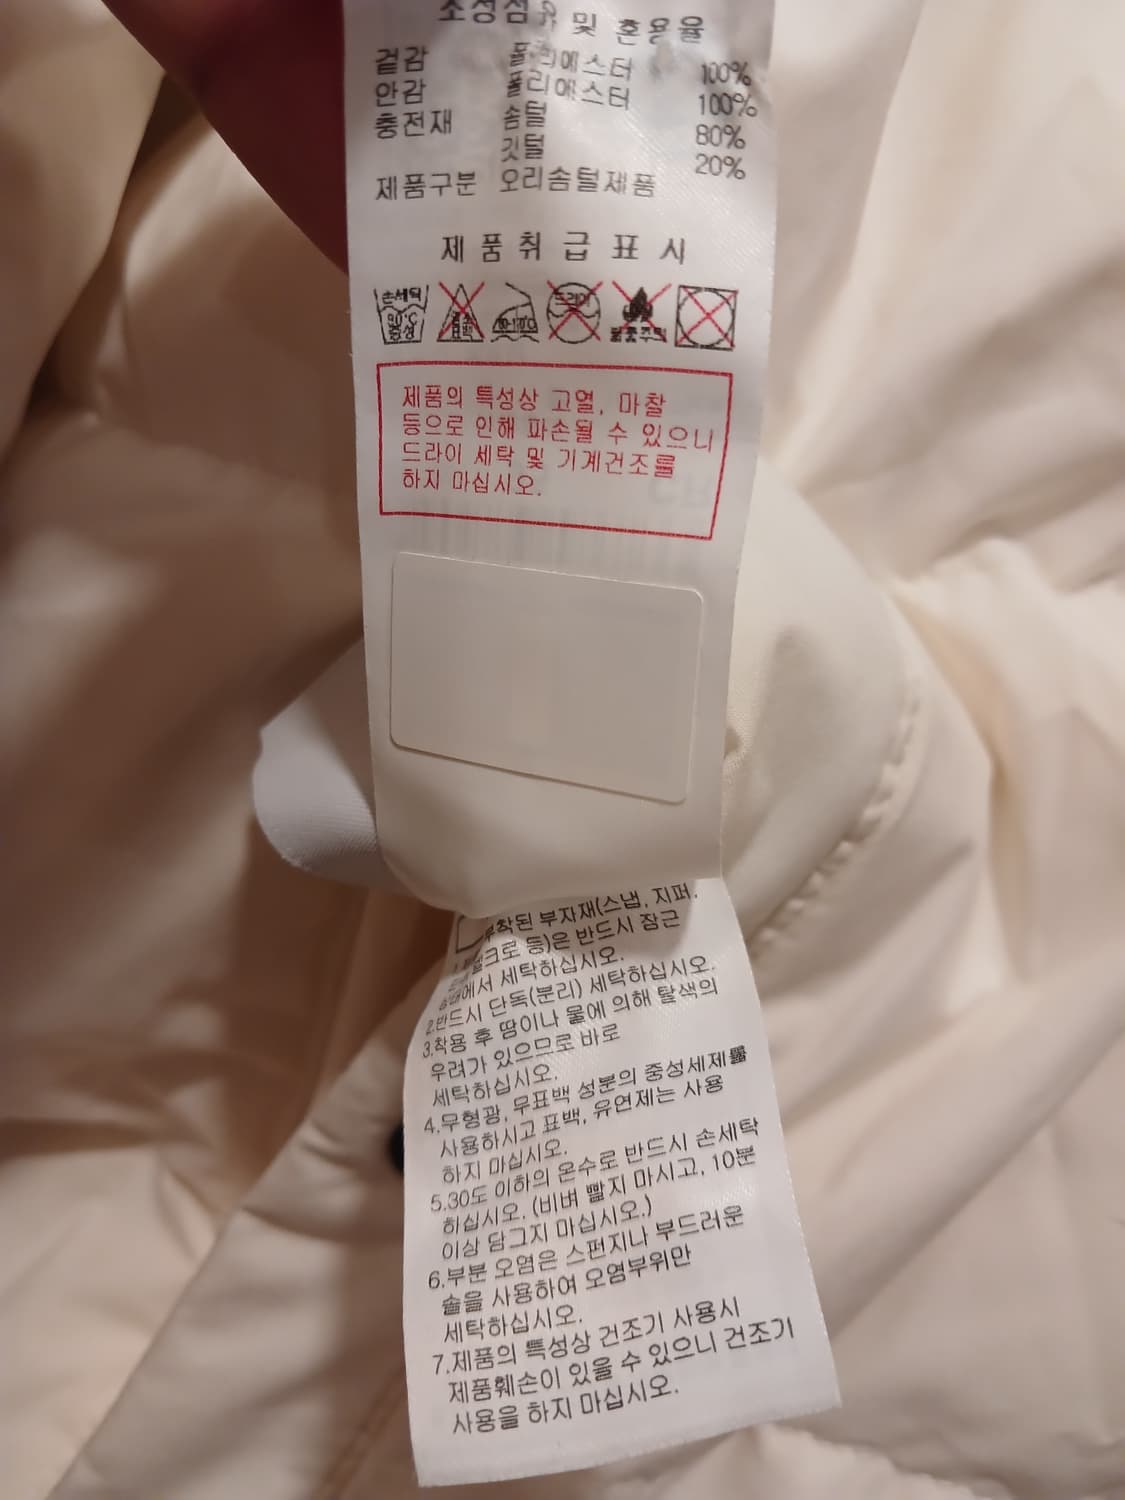 조성섬유 및 혼용율
겉감 폴리에스터 100%
안감 폴리에스터 100%
충전재 솜털 80%
깃털 20%
제품구분 오리솜털제품
제품취급표시
손세탁 염소표백 드라이
30℃
중성
제품의 특성상 고열, 마찰
등으로 인해 파손될 수 있으니
드라이 세탁 및 기계건조를
하지 마십시오.
부착된 부자재(스냅, 지퍼,
벨크로 등)은 반드시 잠근
상태에서 세탁하십시오.
2.반드시 단독(분리) 세탁하십시오.
3.착용 후 땀이나 물에 의해 탈색의
우려가 있으므로 바로
세탁하십시오.
4.무형광, 무표백 성분의 중성세제를
사용하시고 표백, 유연제는 사용
하지 마십시오.
5.30도 이하의 온수로 반드시 손세탁
하십시오. (비벼 빨지 마시고, 10분
이상 담그지 마십시오.)
6.부분 오염은 스펀지나 부드러운
솔을 사용하여 오염부위만
세탁하십시오.
7.제품의 특성상 건조기 사용시
제품훼손이 있을 수 있으니 건조기
사용을 하지 마십시오.